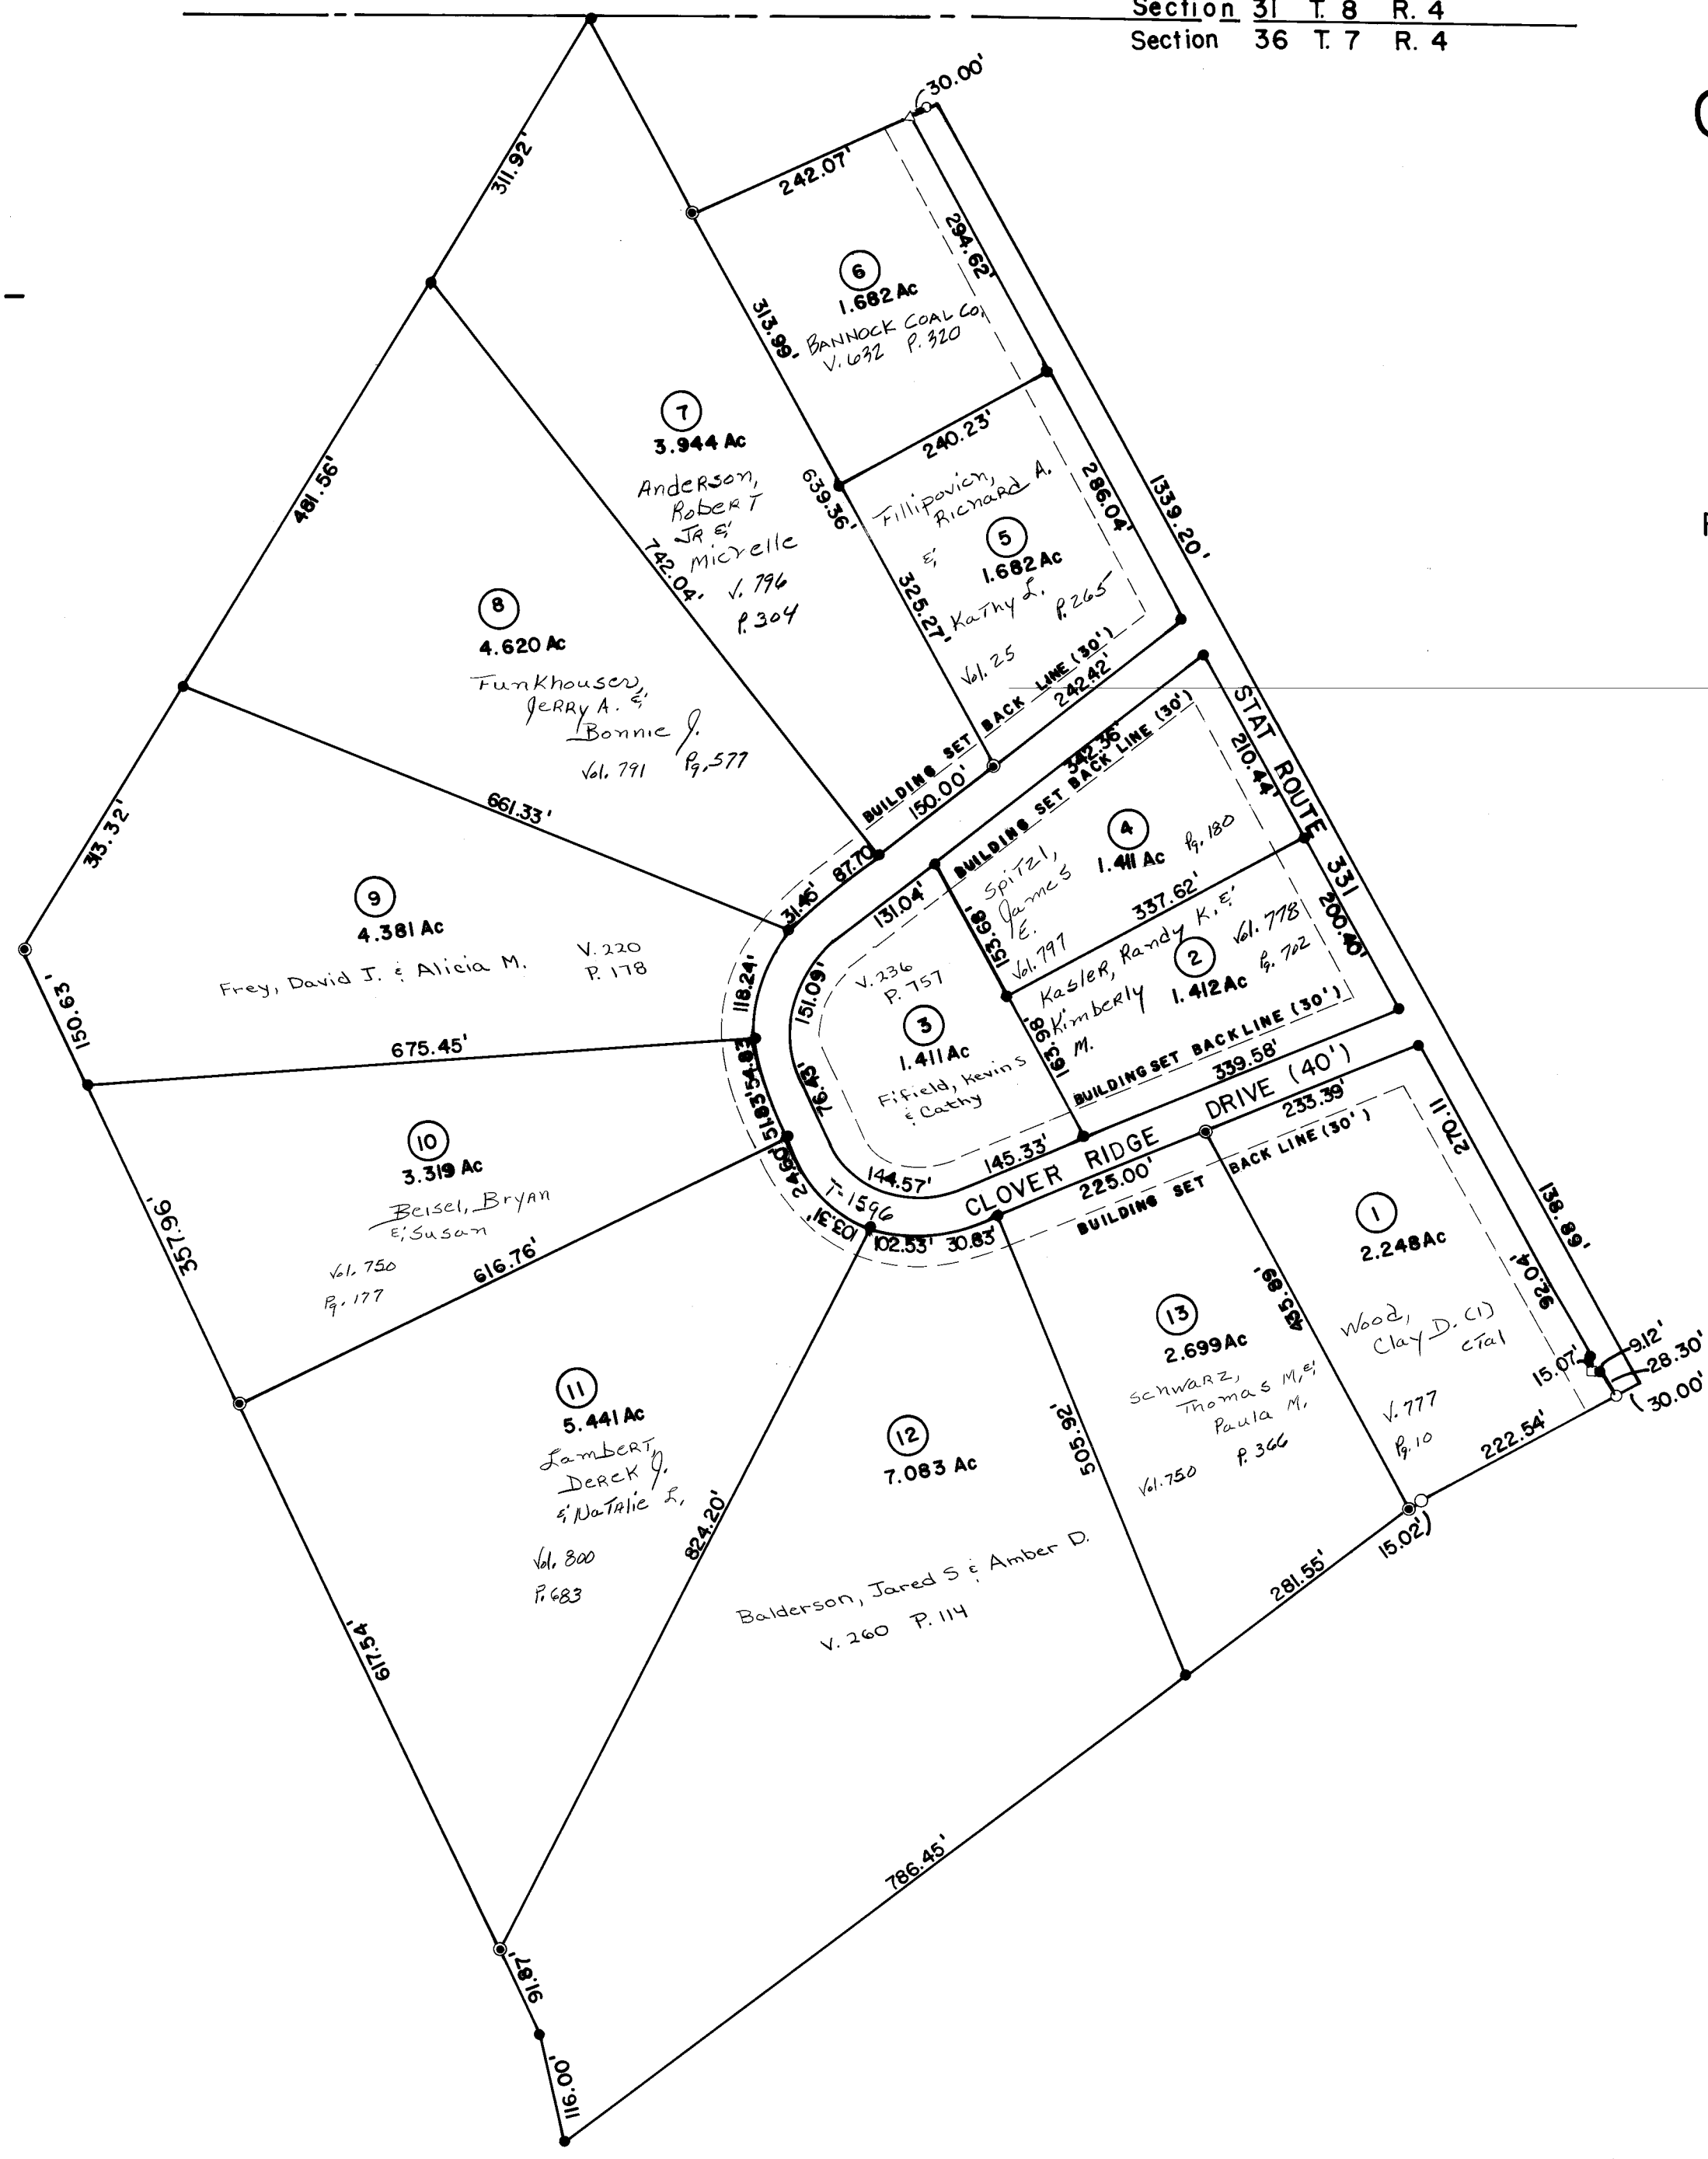 Section 31 T. 8 R. 4
Section 36 T. 7 R. 4
30.00'
242.07'
311.92'
294.62'
6
1.682 Ac
BANNOCK COAL Co.
V. 632 P. 320
313.99'
7
3.944 Ac
Anderson,
Robert
JR &
Michelle
V. 796
P. 304
240.23'
639.36'
Fillipovich,
Richard A.
&
5
1.682 Ac
Kathy L.
P. 265
Vol. 25
286.04'
1339.20'
325.27'
481.56'
742.04'
8
4.620 Ac
Funkhouser,
Jerry A. &
Bonnie J.
Vol. 791 Pg. 577
BUILDING SET BACK LINE (30')
242.42'
150.00'
342.36'
BUILDING SET BACK LINE (30')
STAT ROUTE 331
210.44'
661.33'
313.32'
87.70'
31.45'
4
1.411 Ac
Pg. 180
Spitzl,
James
E.
Vol. 797
131.04'
153.68'
337.62'
200.40'
9
4.381 Ac
Frey, David J. & Alicia M.
V. 220
P. 178
118.24'
151.09'
V. 236
P. 757
3
1.411 Ac
Fifield, Kevin S
& Cathy
Kasler, Randy K. &
Kimberly
M.
2
1.412 Ac
Vol. 778
Pg. 702
163.98'
BUILDING SET BACK LINE (30')
339.58'
150.63'
675.45'
54.83'
51.83'
76.43'
24.60'
CLOVER RIDGE DRIVE (40')
233.39'
145.33'
144.57'
T-1596
225.00'
103.31'
102.53'
30.83'
BUILDING SET BACK LINE (30')
270.11'
138.89'
10
3.319 Ac
Beisel, Bryan
& Susan
Vol. 750
Pg. 177
357.96'
616.76'
1
2.248 Ac
Wood,
Clay D. (1)
etal
V. 777
Pg. 10
92.04'
9.12'
28.30'
15.07'
(30.00'
435.89'
222.54'
15.02')
13
2.699 Ac
Schwarz,
Thomas M. &
Paula M.
P. 366
Vol. 750
505.92'
281.55'
11
5.441 Ac
Lambert,
Derek J.
& Natalie L.
Vol. 800
P. 683
824.20'
12
7.083 Ac
Balderson, Jared S & Amber D.
V. 260 P. 114
617.54'
786.45'
91.87'
116.00'